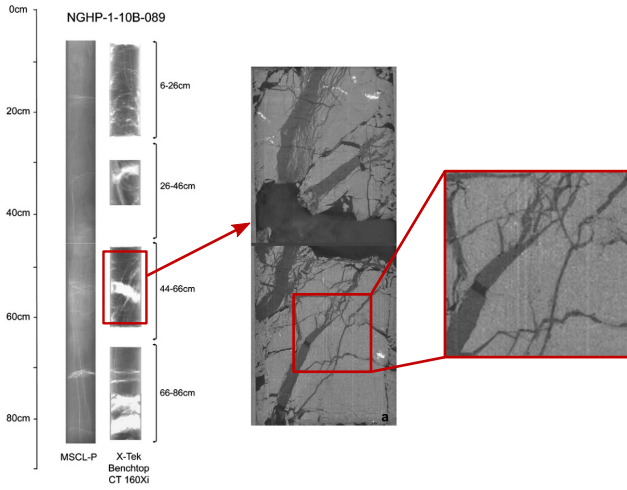 0cm
NGHP-1-10B-089
6-26cm
20cm
26-46cm
40cm
44-66cm
60cm
66-86cm
80cm
a
MSCL-P
X-Tek
Benchtop
CT 160Xi